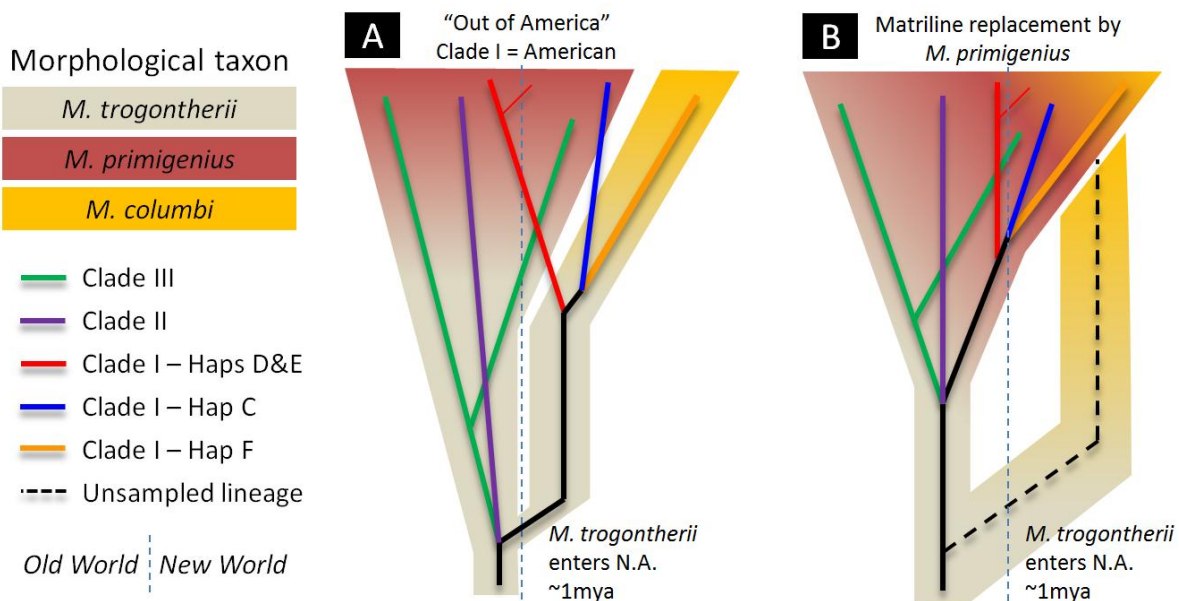 Morphological taxon
M. trogontherii
M. primigenius
M. columbi
Clade III
Clade II
Clade I – Haps D&E
Clade I – Hap C
Clade I – Hap F
Unsampled lineage
Old World
New World
A
“Out of America”
Clade I = American
M. trogontherii
enters N.A.
~1mya
B
Matriline replacement by
M. primigenius
M. trogontherii
enters N.A.
~1mya